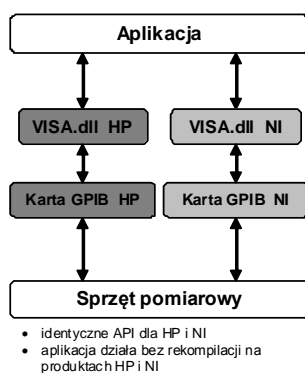 Aplikacja
VISA.dll HP
VISA.dll NI
Karta GPIB HP
Karta GPIB NI
Sprzęt pomiarowy
• identyczne API dla HP i NI
• aplikacja działa bez rekompilacji na
produktach HP i NI